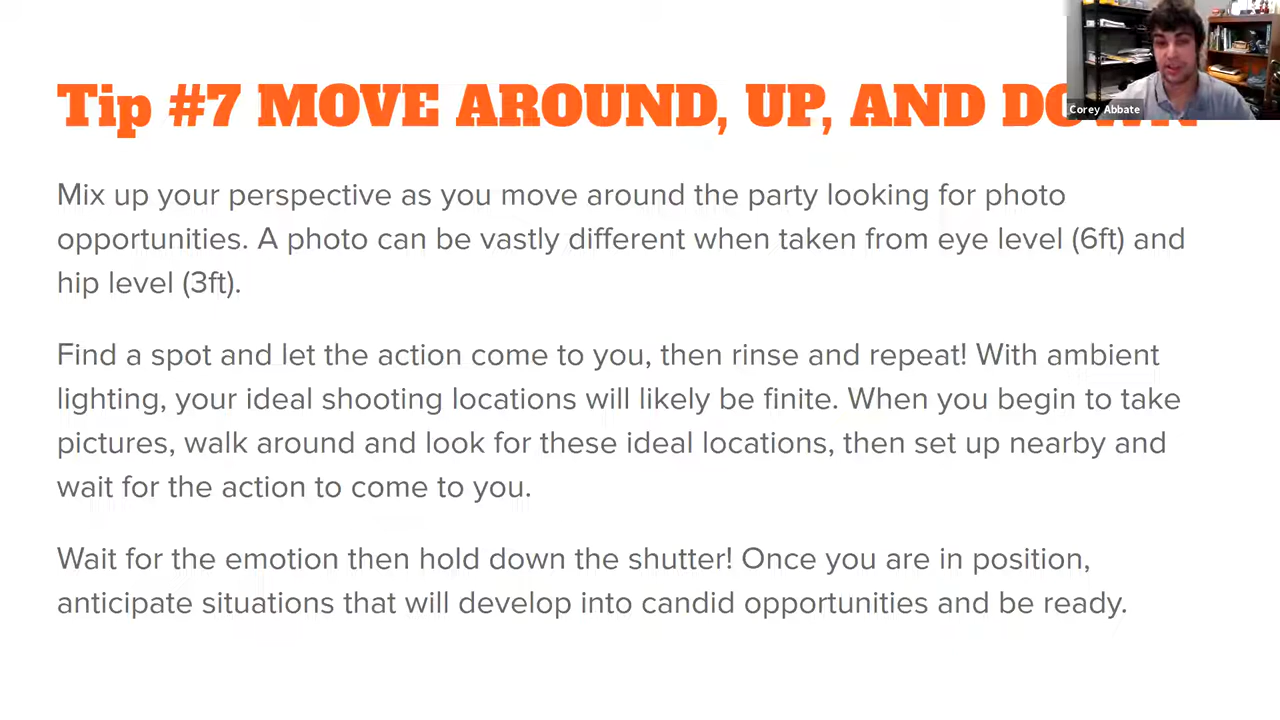 Tip #7 MOVE AROUND, UP, AND DOWN
Corey Abbate
Mix up your perspective as you move around the party looking for photo
opportunities. A photo can be vastly different when taken from eye level (6ft) and
hip level (3ft).
Find a spot and let the action come to you, then rinse and repeat! With ambient
lighting, your ideal shooting locations will likely be finite. When you begin to take
pictures, walk around and look for these ideal locations, then set up nearby and
wait for the action to come to you.
Wait for the emotion then hold down the shutter! Once you are in position,
anticipate situations that will develop into candid opportunities and be ready.